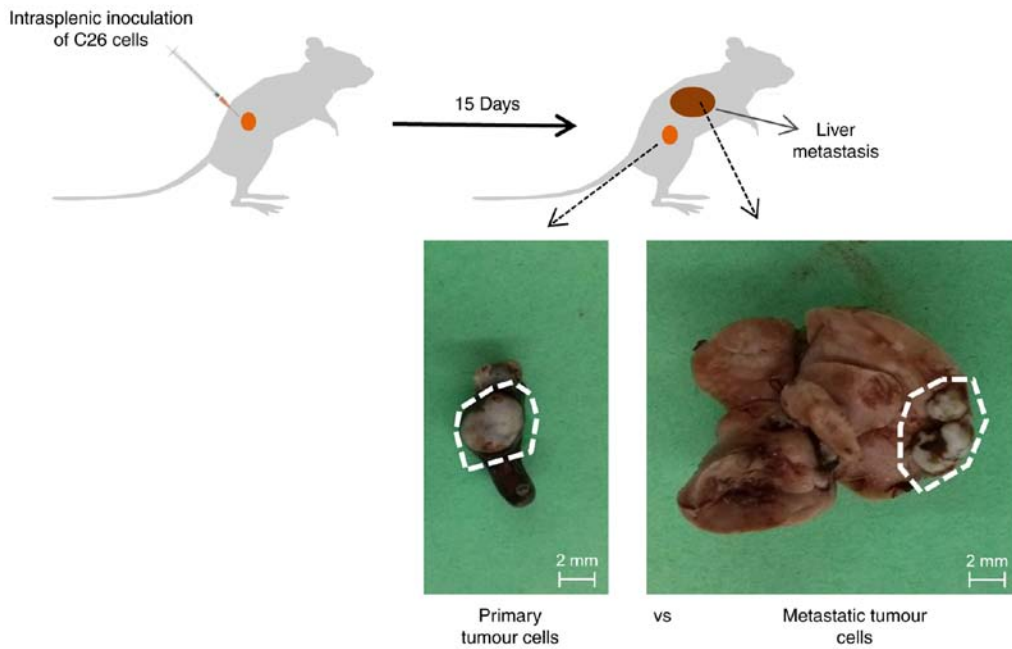 Intrasplenic inoculation
of C26 cells
15 Days
Liver
metastasis
2 mm
2 mm
Primary
tumour cells
vs
Metastatic tumour
cells